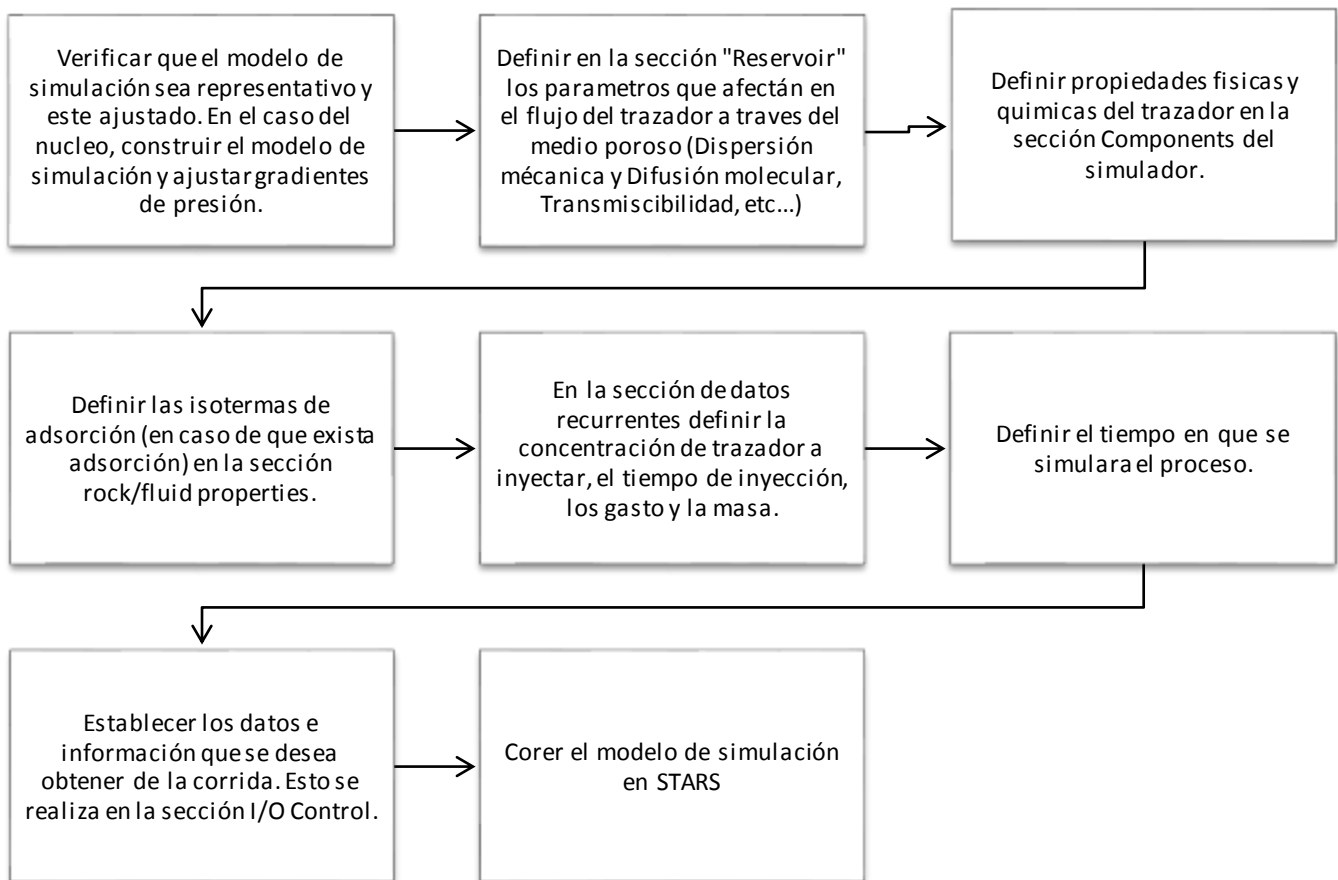 Verificar que el modelo de
simulación sea representativo y
este ajustado. En el caso del
nucleo, construir el modelo de
simulación y ajustar gradientes
de presión.
Definir en la sección "Reservoir"
los parametros que afectán en
el flujo del trazador a traves del
medio poroso (Dispersión
mécanica y Difusión molecular,
Transmiscibilidad, etc...)
Definir propiedades fisicas y
quimicas del trazador en la
sección Components del
simulador.
Definir las isotermas de
adsorción (en caso de que exista
adsorción) en la sección
rock/fluid properties.
En la sección de datos
recurrentes definir la
concentración de trazador a
inyectar, el tiempo de inyección,
los gasto y la masa.
Definir el tiempo en que se
simulara el proceso.
Establecer los datos e
información que se desea
obtener de la corrida. Esto se
realiza en la sección I/O Control.
Corer el modelo de simulación
en STARS